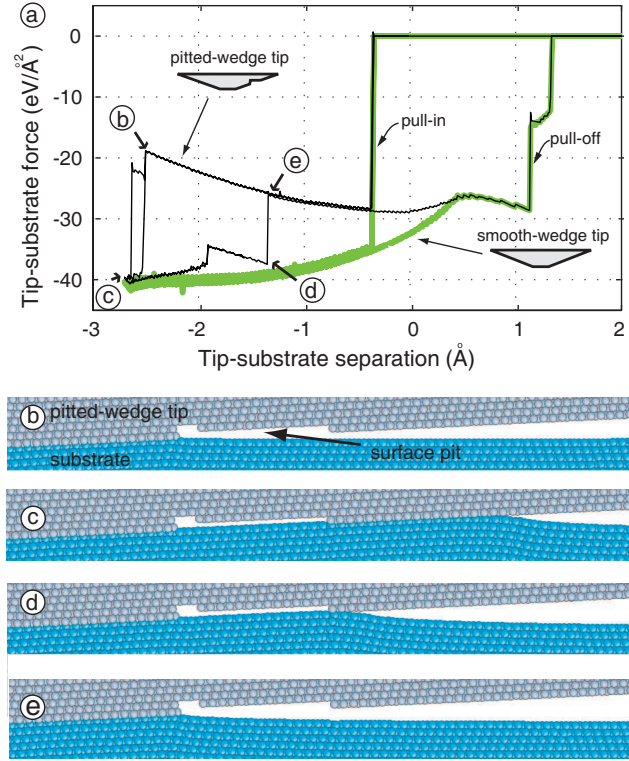 a
Tip-substrate force (eV/Å²)
0
-10
-20
-30
-40
pitted-wedge tip
b
e
pull-in
pull-off
smooth-wedge tip
c
d
-3
-2
-1
0
1
2
Tip-substrate separation (Å)
b
pitted-wedge tip
substrate
surface pit
c
d
e